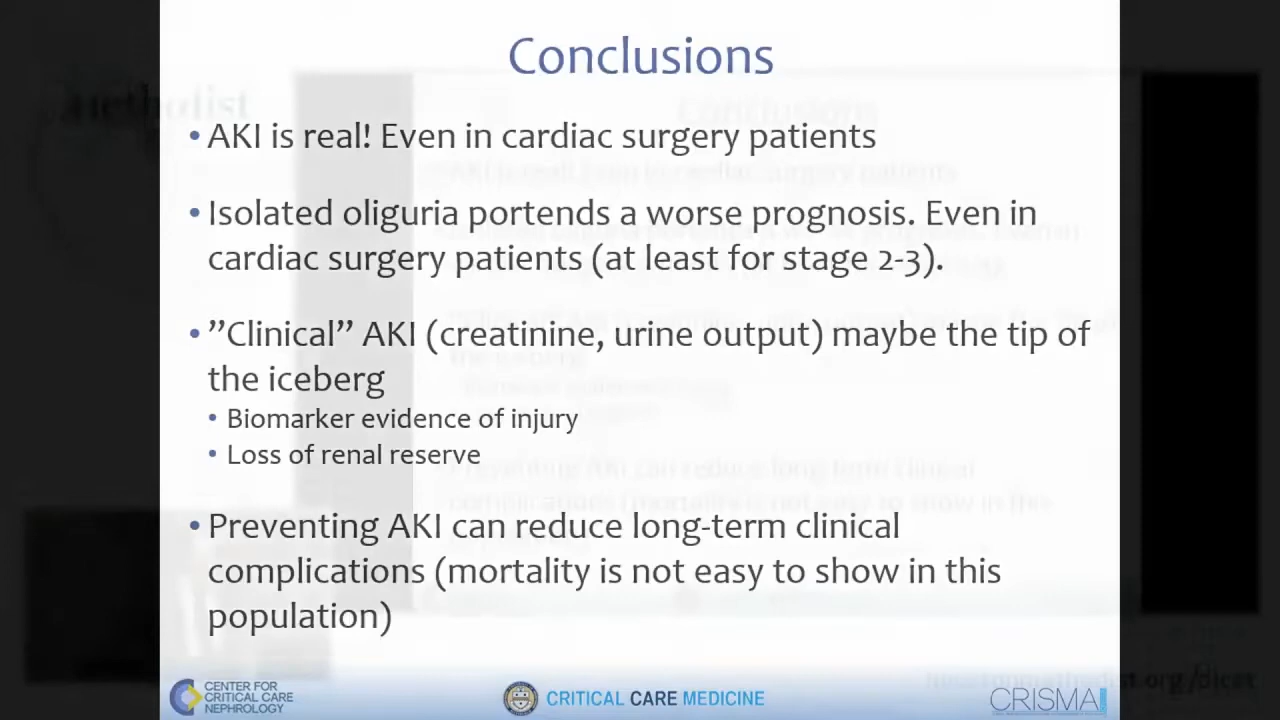 Conclusions
• AKI is real! Even in cardiac surgery patients
• Isolated oliguria portends a worse prognosis. Even in
cardiac surgery patients (at least for stage 2-3).
• ”Clinical” AKI (creatinine, urine output) maybe the tip of
the iceberg
• Biomarker evidence of injury
• Loss of renal reserve
• Preventing AKI can reduce long-term clinical
complications (mortality is not easy to show in this
population)
CENTER FOR
CRITICAL CARE
NEPHROLOGY
CRITICAL CARE MEDICINE
CRISMA